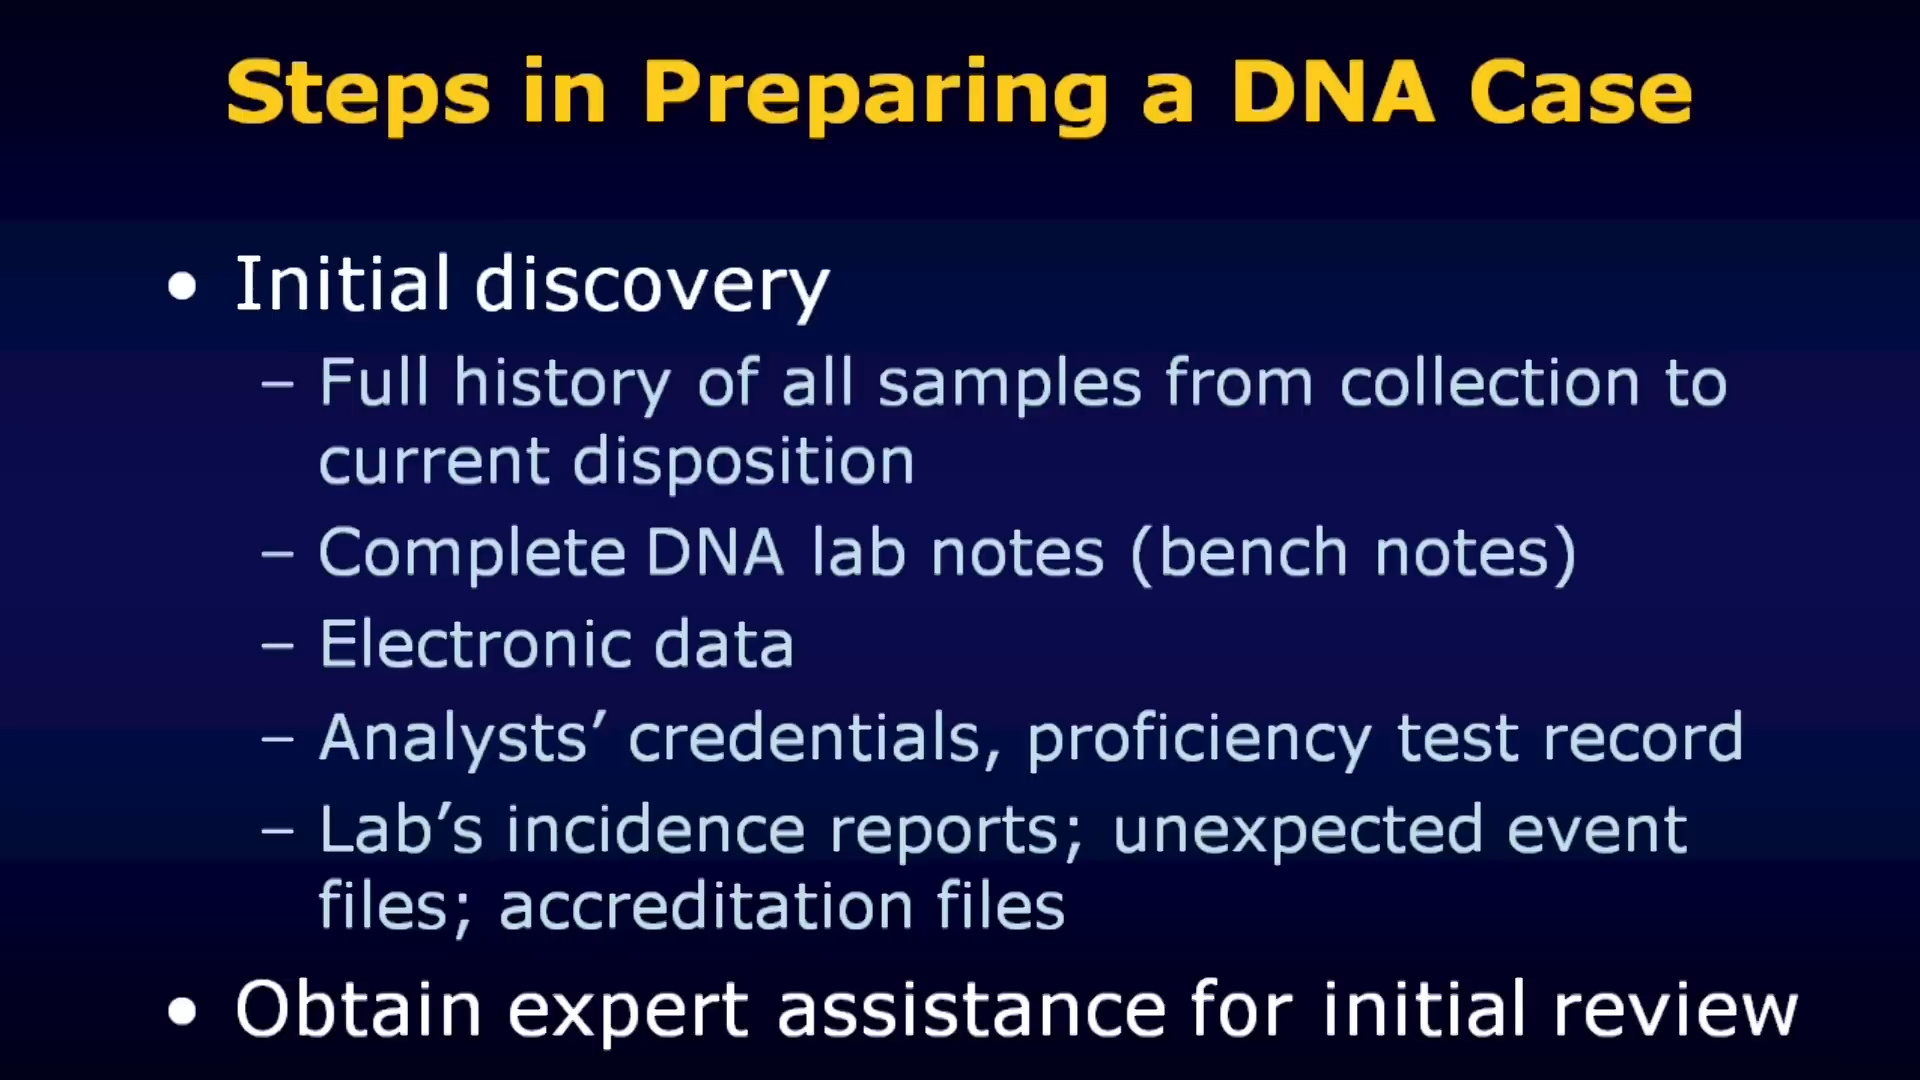 Steps in Preparing a DNA Case
• Initial discovery
– Full history of all samples from collection to
current disposition
– Complete DNA lab notes (bench notes)
– Electronic data
– Analysts’ credentials, proficiency test record
– Lab’s incidence reports; unexpected event
files; accreditation files
• Obtain expert assistance for initial review